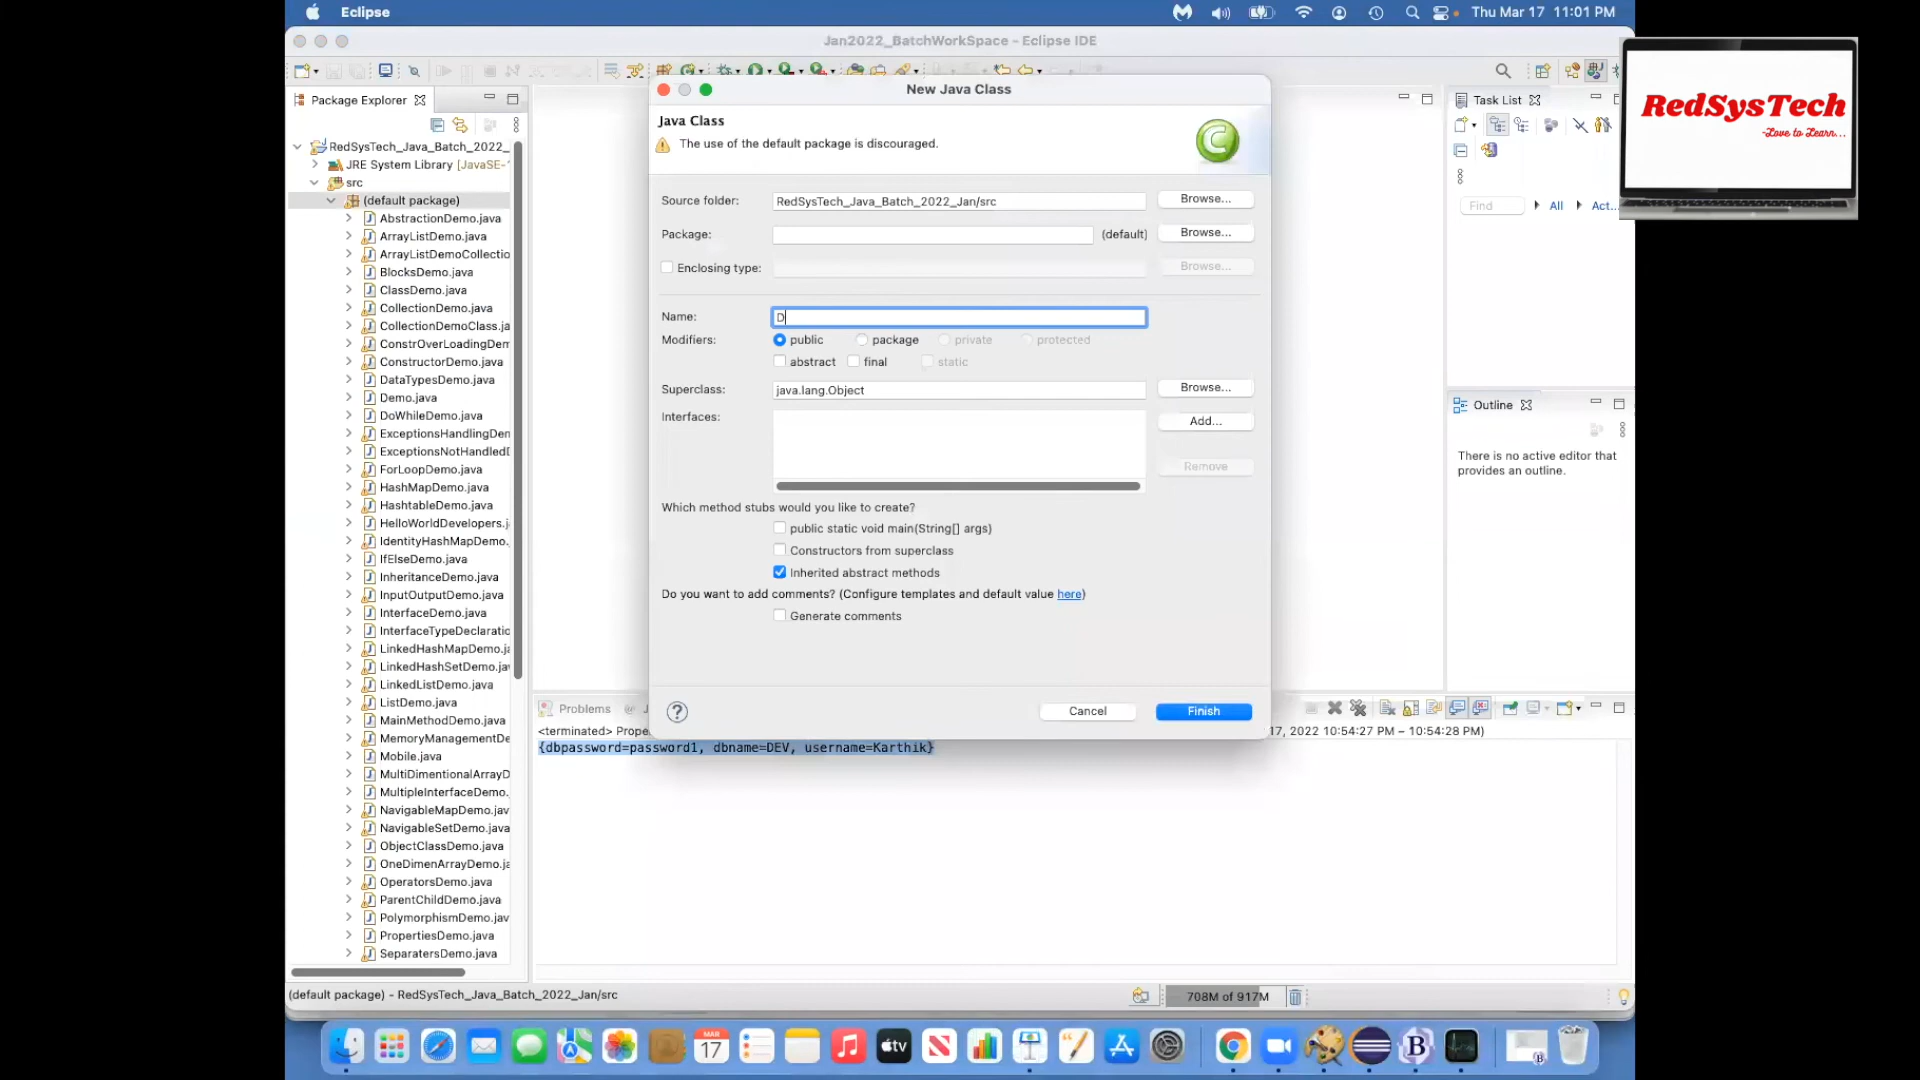 Eclipse
Thu Mar 17 11:01 PM
Jan2022_BatchWorkSpace - Eclipse IDE
RedSysTech
-Love to Learn...
Package Explorer
RedSysTech_Java_Batch_2022_
JRE System Library [JavaSE-
src
(default package)
AbstractionDemo.java
ArrayListDemo.java
ArrayListDemoCollectio
BlocksDemo.java
ClassDemo.java
CollectionDemo.java
CollectionDemoClass.ja
ConstrOverLoadingDem
ConstructorDemo.java
DataTypesDemo.java
Demo.java
DoWhileDemo.java
ExceptionsHandlingDen
ExceptionsNotHandled
ForLoopDemo.java
HashMapDemo.java
HashtableDemo.java
HelloWorldDevelopers.j
IdentityHashMapDemo.
IfElseDemo.java
InheritanceDemo.java
InputOutputDemo.java
InterfaceDemo.java
InterfaceTypeDeclaratio
LinkedHashMapDemo.ja
LinkedHashSetDemo.jav
LinkedListDemo.java
ListDemo.java
MainMethodDemo.java
MemoryManagementDe
Mobile.java
MultiDimentionalArrayD
MultipleInterfaceDemo.
NavigableMapDemo.jav
NavigableSetDemo.java
ObjectClassDemo.java
OneDimenArrayDemo.ja
OperatorsDemo.java
ParentChildDemo.java
PolymorphismDemo.jav
PropertiesDemo.java
SeparatersDemo.java
New Java Class
Java Class
The use of the default package is discouraged.
Source folder: RedSysTech_Java_Batch_2022_Jan/src Browse...
Package: (default) Browse...
Enclosing type: Browse...
Name: D
Modifiers: public package private protected
abstract final static
Superclass: java.lang.Object Browse...
Interfaces: Add...
Remove
Which method stubs would you like to create?
public static void main(String[] args)
Constructors from superclass
Inherited abstract methods
Do you want to add comments? (Configure templates and default value here)
Generate comments
? Cancel Finish
Task List
Find All Act...
Outline
There is no active editor that
provides an outline.
Problems @ J
<terminated> Prope 17, 2022 10:54:27 PM – 10:54:28 PM)
{dbpassword=password1, dbname=DEV, username=Karthik}
(default package) - RedSysTech_Java_Batch_2022_Jan/src
708M of 917M
MAR
17
tv